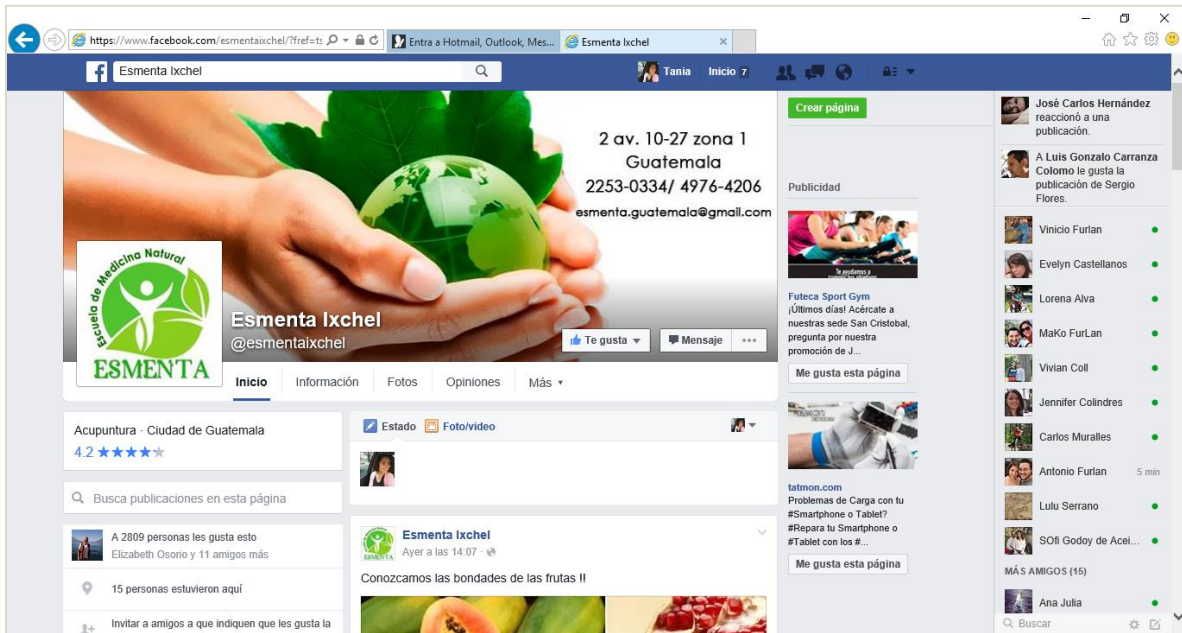 https://www.facebook.com/esmentaixchel/?fref=ts
Entra a Hotmail, Outlook, Mes...
Esmenta Ixchel
Esmenta Ixchel
Tania
Inicio 7
2 av. 10-27 zona 1
Guatemala
2253-0334/ 4976-4206
esmenta.guatemala@gmail.com
Escuela de Medicina Natural
ESMENTA
Esmenta Ixchel
@esmentaixchel
Te gusta
Mensaje
Inicio
Información
Fotos
Opiniones
Más
Acupuntura · Ciudad de Guatemala
4.2
Busca publicaciones en esta página
A 2809 personas les gusta esto
Elizabeth Osorio y 11 amigos más
15 personas estuvieron aquí
Invitar a amigos a que indiquen que les gusta la
Estado
Foto/video
ESMENTA
Esmenta Ixchel
Ayer a las 14:07
Conozcamos las bondades de las frutas !!
Crear página
Publicidad
Te ayudamos a
Futeca Sport Gym
¡Últimos días! Acércate a
nuestras sede San Cristobal,
pregunta por nuestra
promoción de J...
Me gusta esta página
tatmon.com
Problemas de Carga con tu
#Smartphone o Tablet?
#Repara tu Smartphone o
#Tablet con los #...
Me gusta esta página
José Carlos Hernández
reaccionó a una
publicación.
A Luis Gonzalo Carranza
Colomo le gusta la
publicación de Sergio
Flores.
Vinicio Furlan
Evelyn Castellanos
Lorena Alva
MaKo FurLan
Vivian Coll
Jennifer Colindres
Carlos Muralles
Antonio Furlan 5 min
Lulu Serrano
SOfi Godoy de Acei...
MÁS AMIGOS (15)
Ana Julia
Buscar